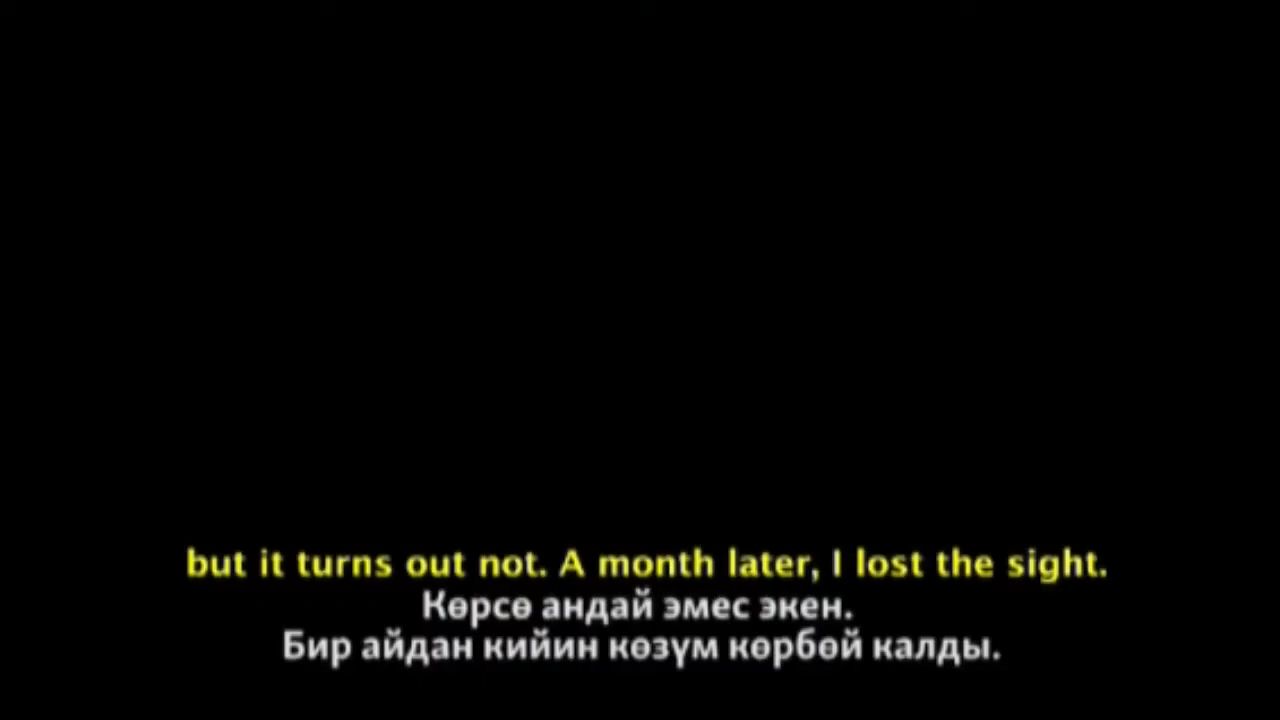 but it turns out not. A month later, I lost the sight.
Көрсө андай эмес экен.
Бир айдан кийин көзүм көрбөй калды.